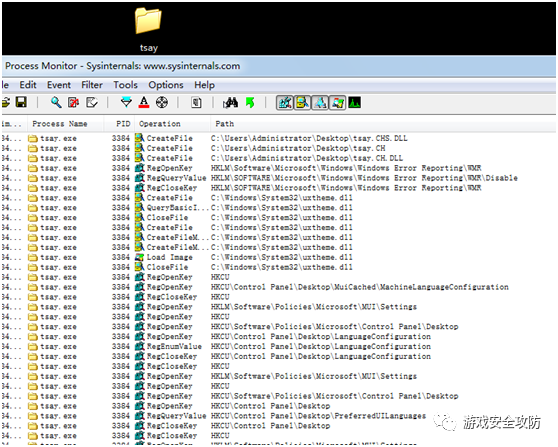 tsay
Process Monitor - Sysinternals: www.sysinternals.com
le Edit Event Filter Tools Options Help
im... Process Name PID Operation Path
34... tsay.exe 3384 CreateFile C:\Users\Administrator\Desktop\tsay.CHS.DLL
34... tsay.exe 3384 CreateFile C:\Users\Administrator\Desktop\tsay.CH
34... tsay.exe 3384 CreateFile C:\Users\Administrator\Desktop\tsay.CH.DLL
34... tsay.exe 3384 RegOpenKey HKLM\Software\Microsoft\Windows\Windows Error Reporting\WMR
34... tsay.exe 3384 RegQueryValue HKLM\SOFTWARE\Microsoft\Windows\Windows Error Reporting\WMR\Disable
34... tsay.exe 3384 RegCloseKey HKLM\SOFTWARE\Microsoft\Windows\Windows Error Reporting\WMR
34... tsay.exe 3384 CreateFile C:\Windows\System32\uxtheme.dll
34... tsay.exe 3384 QueryBasicI... C:\Windows\System32\uxtheme.dll
34... tsay.exe 3384 CloseFile C:\Windows\System32\uxtheme.dll
34... tsay.exe 3384 CreateFile C:\Windows\System32\uxtheme.dll
34... tsay.exe 3384 CreateFileM... C:\Windows\System32\uxtheme.dll
34... tsay.exe 3384 CreateFileM... C:\Windows\System32\uxtheme.dll
34... tsay.exe 3384 Load Image C:\Windows\System32\uxtheme.dll
34... tsay.exe 3384 CloseFile C:\Windows\System32\uxtheme.dll
34... tsay.exe 3384 RegOpenKey HKCU
34... tsay.exe 3384 RegOpenKey HKCU\Control Panel\Desktop\MuiCached\MachineLanguageConfiguration
34... tsay.exe 3384 RegCloseKey HKCU
34... tsay.exe 3384 RegOpenKey HKLM\Software\Policies\Microsoft\MUI\Settings
34... tsay.exe 3384 RegOpenKey HKCU
34... tsay.exe 3384 RegOpenKey HKCU\Software\Policies\Microsoft\Control Panel\Desktop
34... tsay.exe 3384 RegOpenKey HKCU\Control Panel\Desktop\LanguageConfiguration
34... tsay.exe 3384 RegEnumValue HKCU\Control Panel\Desktop\LanguageConfiguration
34... tsay.exe 3384 RegCloseKey HKCU\Control Panel\Desktop\LanguageConfiguration
34... tsay.exe 3384 RegCloseKey HKCU
34... tsay.exe 3384 RegOpenKey HKLM\Software\Policies\Microsoft\MUI\Settings
34... tsay.exe 3384 RegOpenKey HKCU
34... tsay.exe 3384 RegOpenKey HKCU\Software\Policies\Microsoft\Control Panel\Desktop
34... tsay.exe 3384 RegOpenKey HKCU\Control Panel\Desktop
34... tsay.exe 3384 RegQueryValue HKCU\Control Panel\Desktop\PreferredUILanguages
34... tsay.exe 3384 RegCloseKey HKCU\Control Panel\Desktop
34... tsay.exe 3384 RegCloseKey HKCU
34... tsay.exe 3384 RegOpenKey HKLM\Software\Policies\Microsoft\MUI\Settings
游戏安全攻防